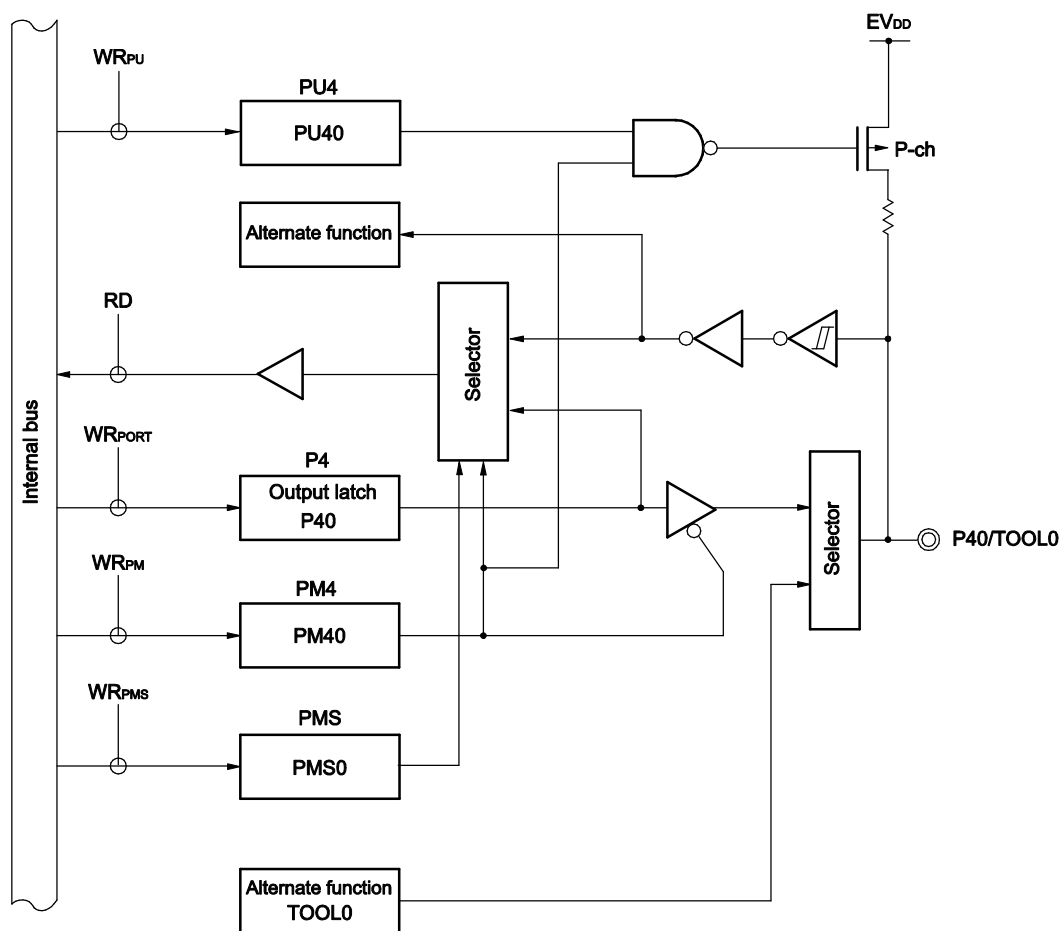 EVDD
WRPU
PU4
PU40
P-ch
Alternate function
RD
Selector
Internal bus
WRPORT
P4
Output latch
P40
Selector
P40/TOOL0
WRPM
PM4
PM40
WRPMS
PMS
PMS0
Alternate function
TOOL0